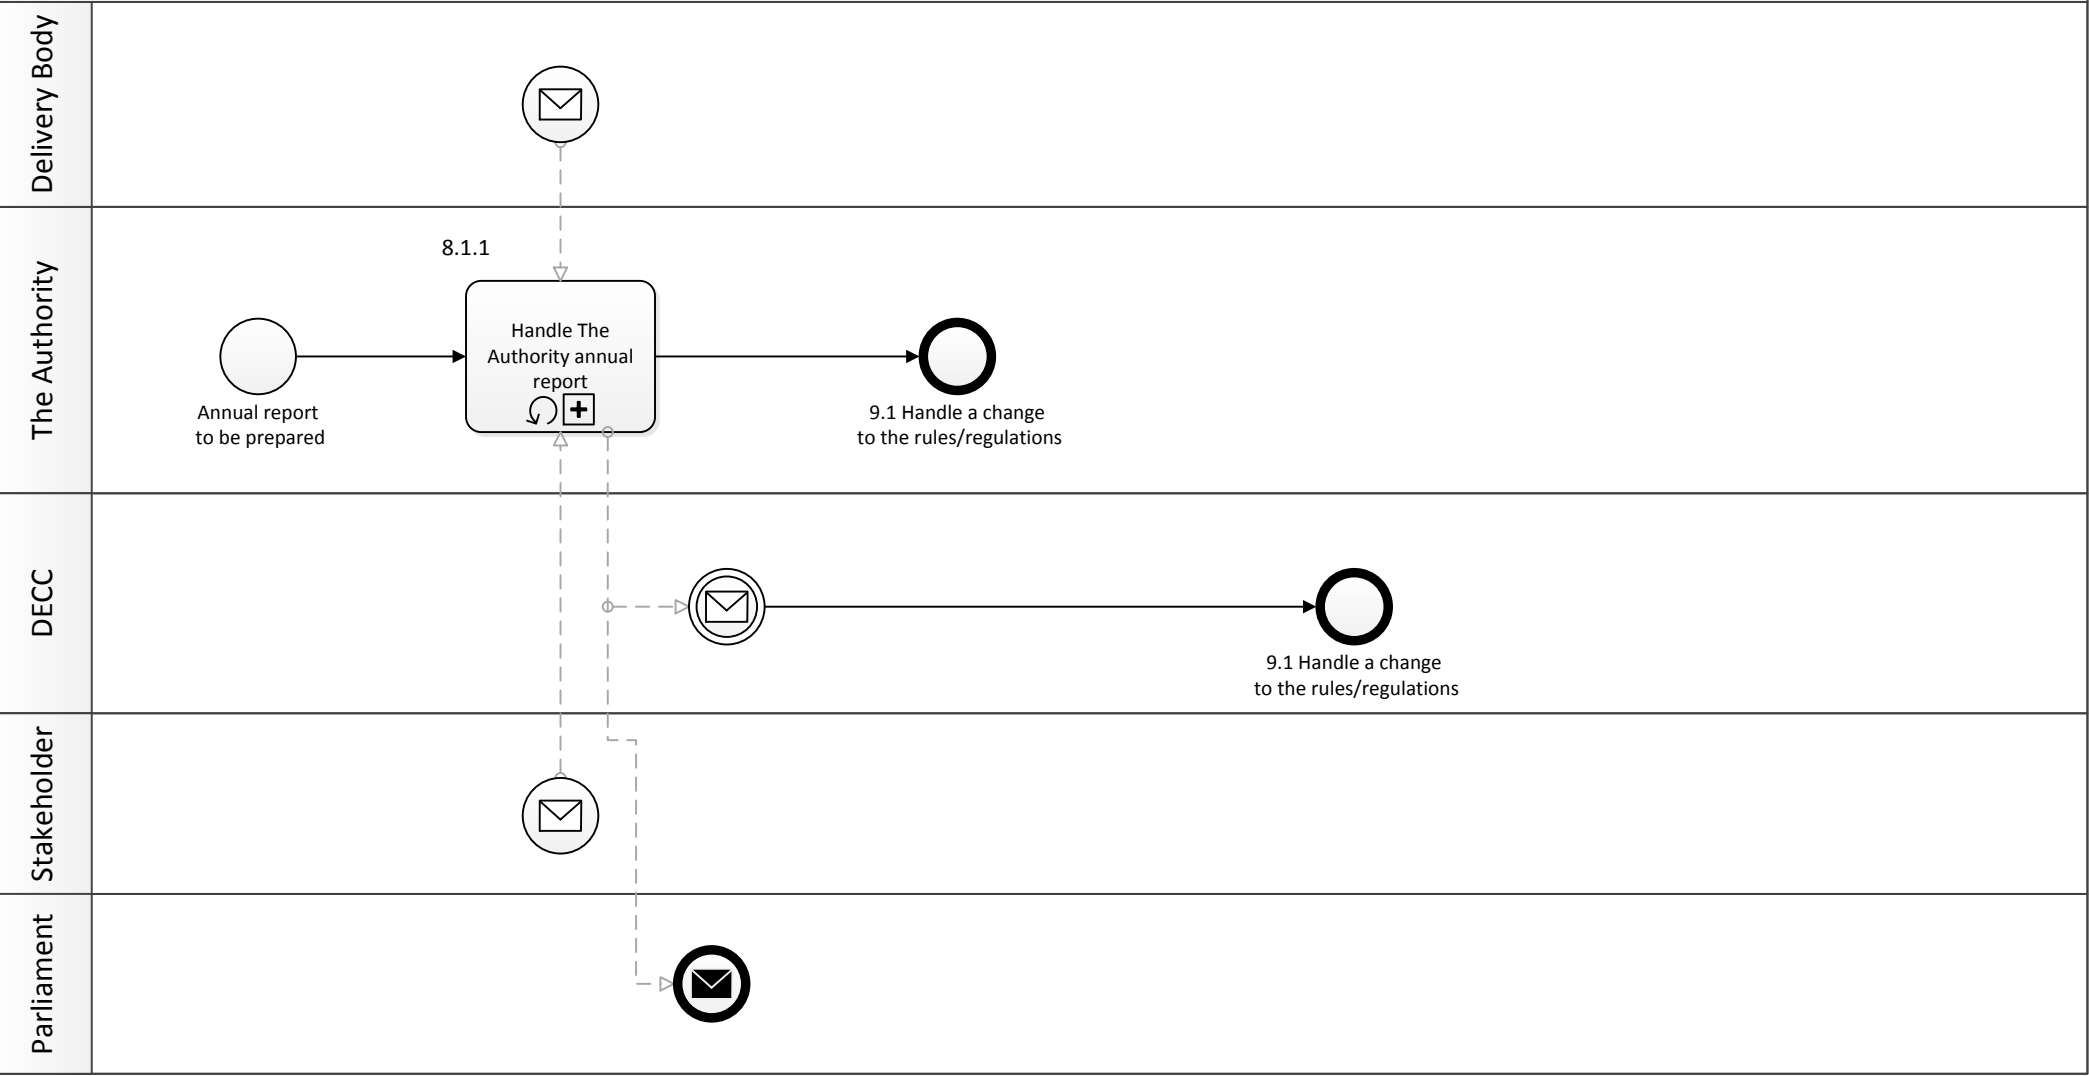 Delivery Body
The Authority
8.1.1
Handle The
Authority annual
report
Annual report
to be prepared
9.1 Handle a change
to the rules/regulations
DECC
9.1 Handle a change
to the rules/regulations
Stakeholder
Parliament